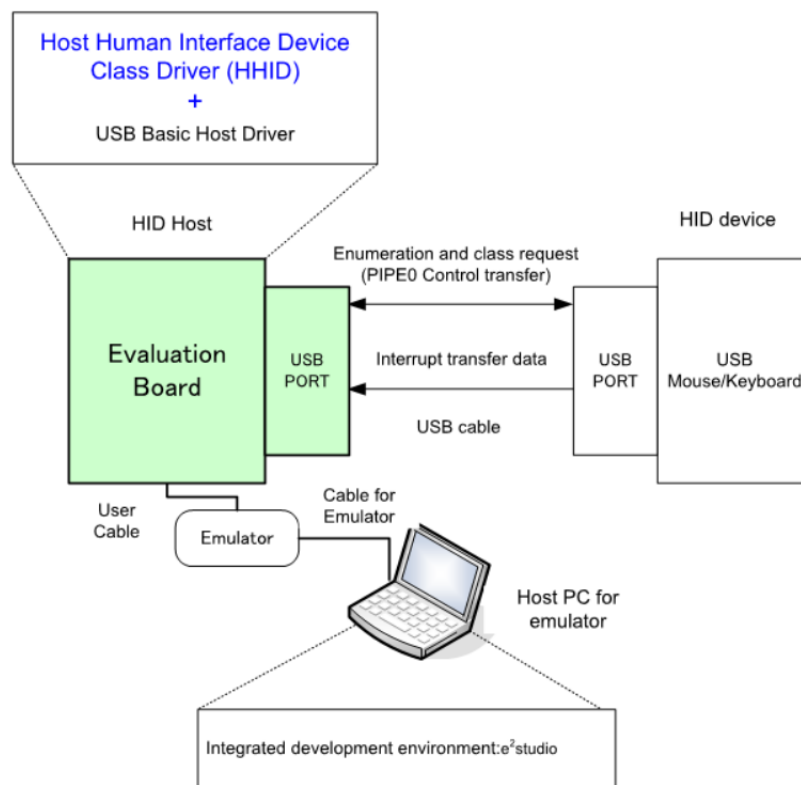 Host Human Interface Device
Class Driver (HHID)
+
USB Basic Host Driver
HID Host
HID device
Enumeration and class request
(PIPE0 Control transfer)
Evaluation
Board
USB
PORT
Interrupt transfer data
USB cable
USB
PORT
USB
Mouse/Keyboard
User
Cable
Emulator
Cable for
Emulator
Host PC for
emulator
Integrated development environment:e²studio